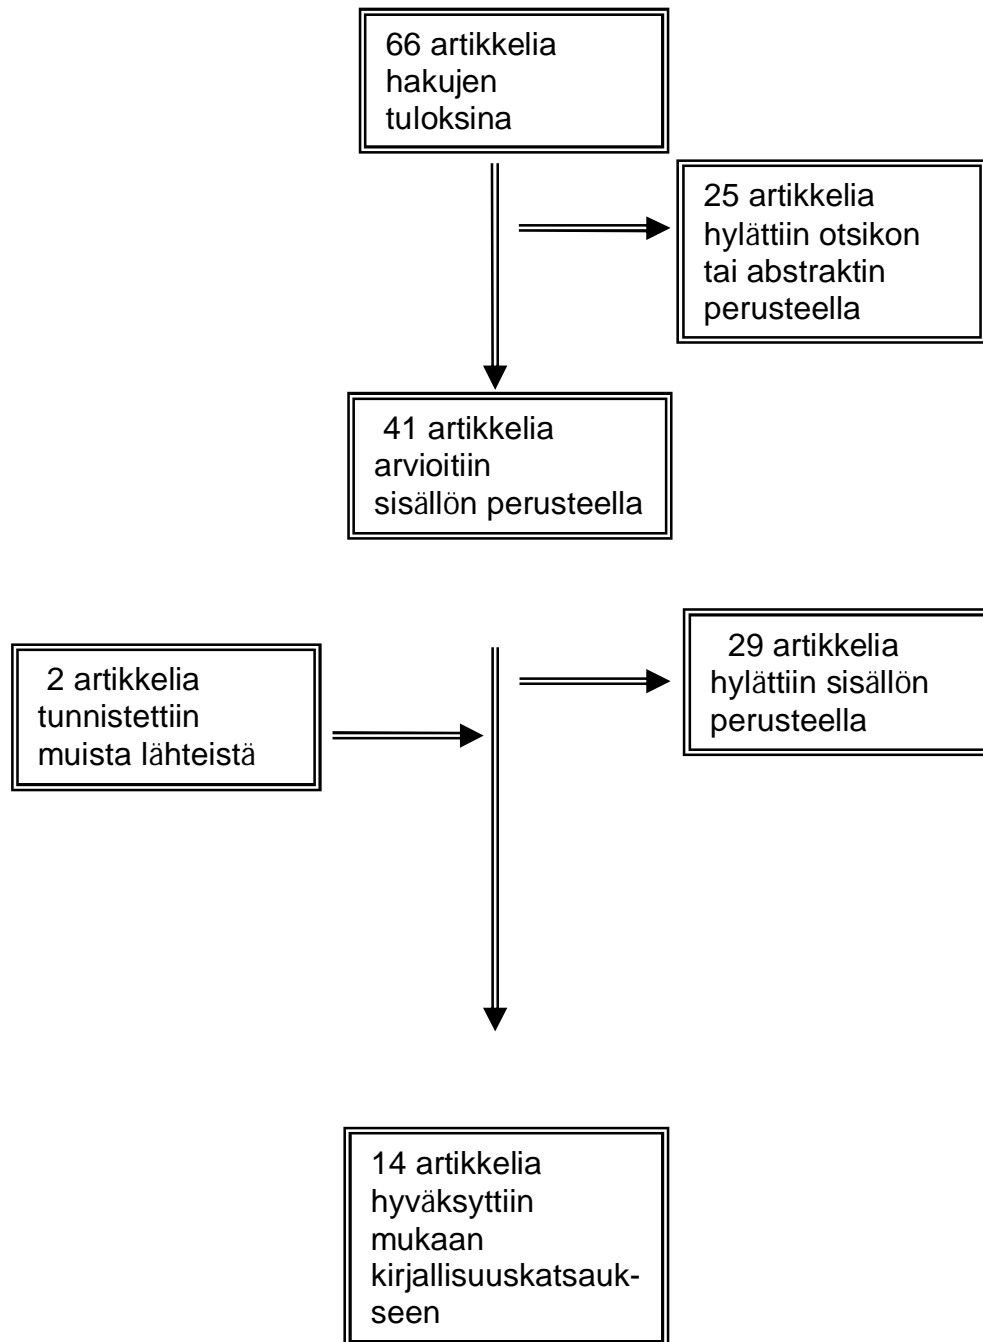 66 artikkelia
hakujen
tuloksina
25 artikkelia
hylättiin otsikon
tai abstraktin
perusteella
41 artikkelia
arvioitiin
sisällön perusteella
2 artikkelia
tunnistettiin
muista lähteistä
29 artikkelia
hylättiin sisällön
perusteella
14 artikkelia
hyväksyttiin
mukaan
kirjallisuuskatsauk-
seen